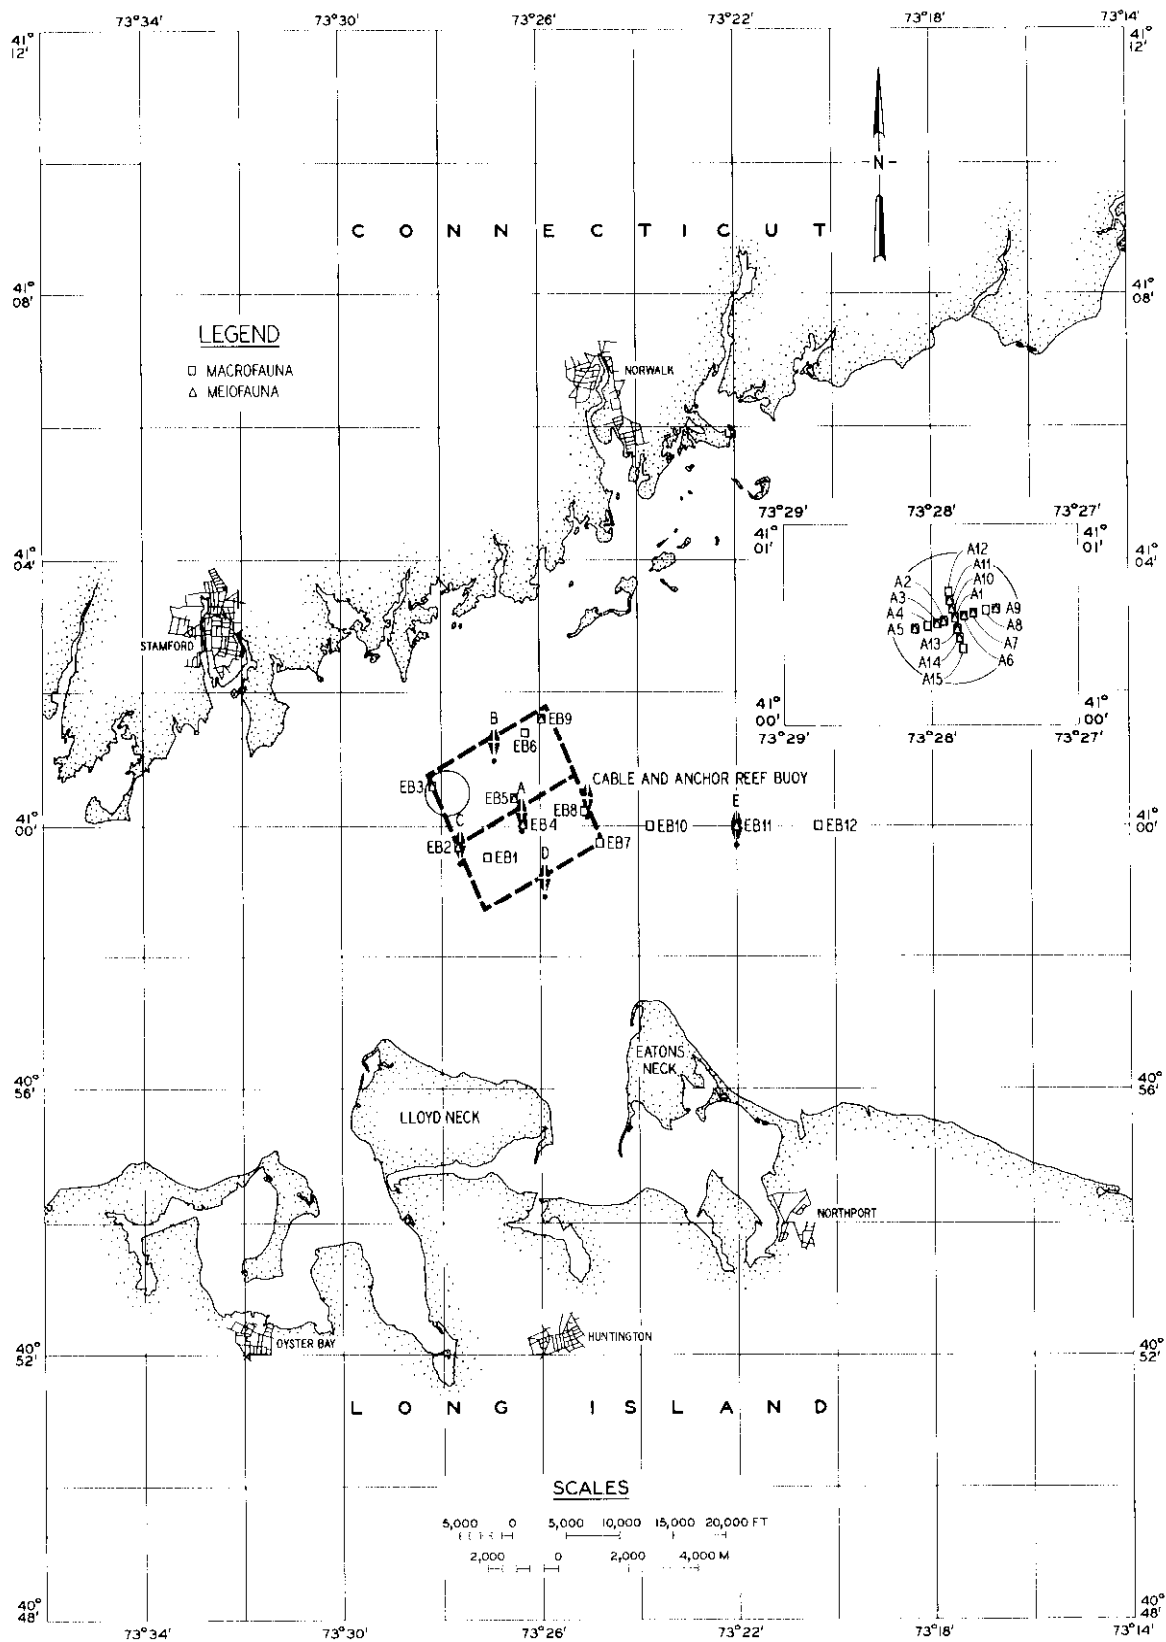 73°34' 73°30' 73°26' 73°22' 73°18' 73°14'
41° 12' 41° 12'
N
C O N N E C T I C U T
41° 08' 41° 08'
LEGEND
□ MACROFAUNA
△ MEIOFAUNA
NORWALK
73°29' 73°28' 73°27'
41° 01' 41° 01'
41° 04' 41° 04'
A12
A11
A10
A1
A2
A3
A4
A5
A9
A8
A7
A6
A13
A14
A15
41° 00' 41° 00'
73°29' 73°28' 73°27'
STAMFORD
B EB9
EB6
EB3
CABLE AND ANCHOR REEF BUOY
A
EB5
EB8
E
C
EB4
EB10
EB11
EB12
41° 00' 41° 00'
EB2
EB1
D
EB7
EATONS
NECK
40° 56' 40° 56'
LLOYD NECK
NORTHPORT
OYSTER BAY
HUNTINGTON
40° 52' 40° 52'
L O N G I S L A N D
SCALES
5,000 0 5,000 10,000 15,000 20,000 FT
2,000 0 2,000 4,000 M
40° 48' 40° 48'
73°34' 73°30' 73°26' 73°22' 73°18' 73°14'